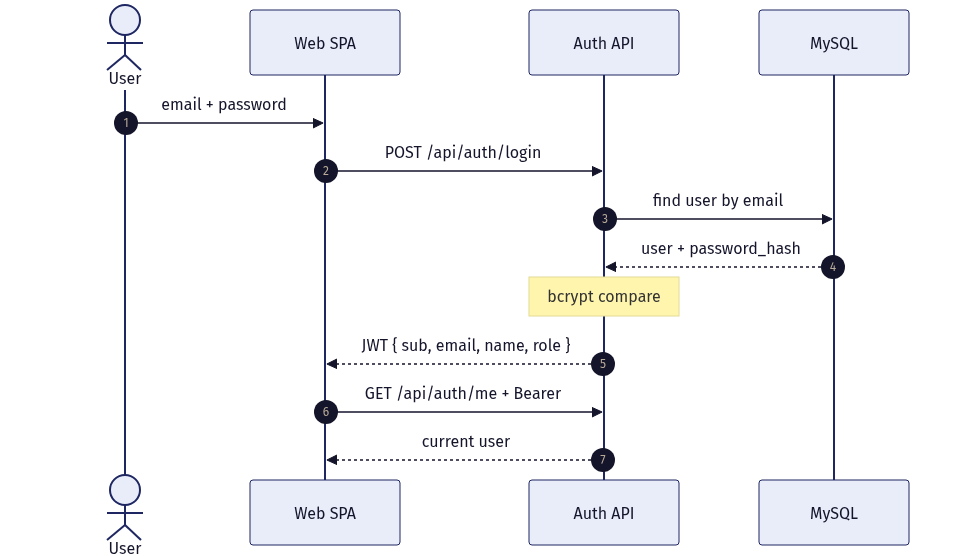 User
Web SPA
Auth API
MySQL
email + password
1
POST /api/auth/login
2
find user by email
3
user + password_hash
4
bcrypt compare
JWT { sub, email, name, role }
5
GET /api/auth/me + Bearer
6
current user
7
User
Web SPA
Auth API
MySQL